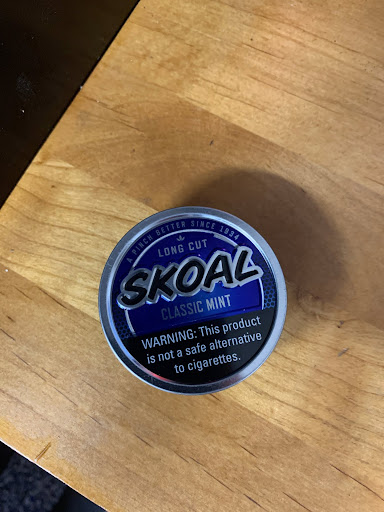 A PINCH BETTER SINCE 1934
LONG CUT
SKOAL
CLASSIC MINT
WARNING: This product
is not a safe alternative
to cigarettes.